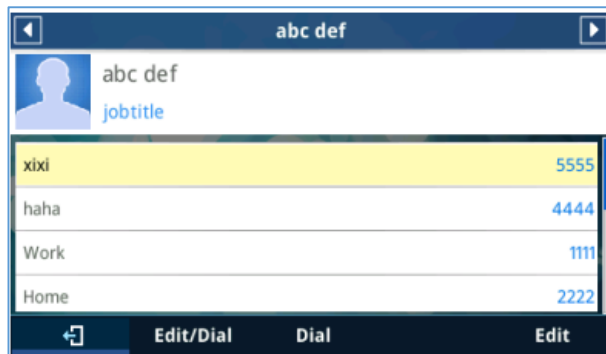 abc def
abc def
jobtitle
xixi 5555
haha 4444
Work 1111
Home 2222
Edit/Dial Dial Edit